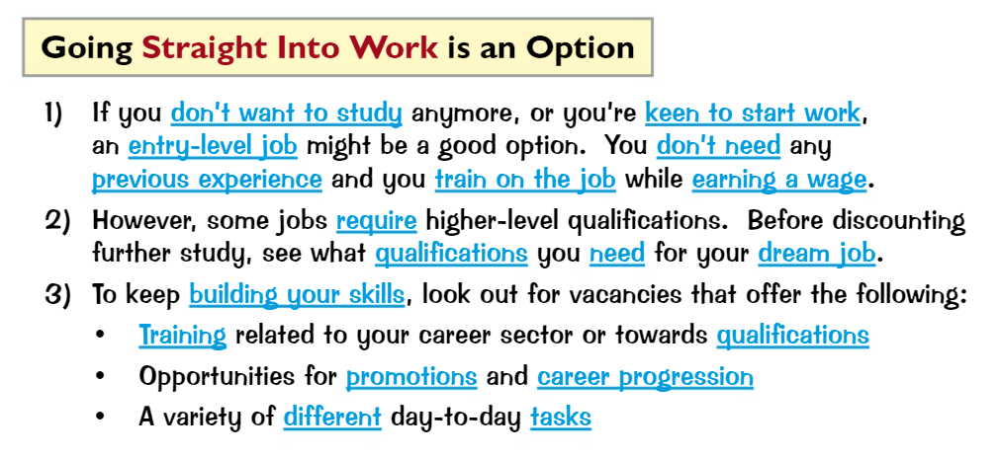 Going Straight Into Work is an Option
1) If you don't want to study anymore, or you're keen to start work,
an entry-level job might be a good option. You don't need any
previous experience and you train on the job while earning a wage.
2) However, some jobs require higher-level qualifications. Before discounting
further study, see what qualifications you need for your dream job.
3) To keep building your skills, look out for vacancies that offer the following:
• Training related to your career sector or towards qualifications
• Opportunities for promotions and career progression
• A variety of different day-to-day tasks